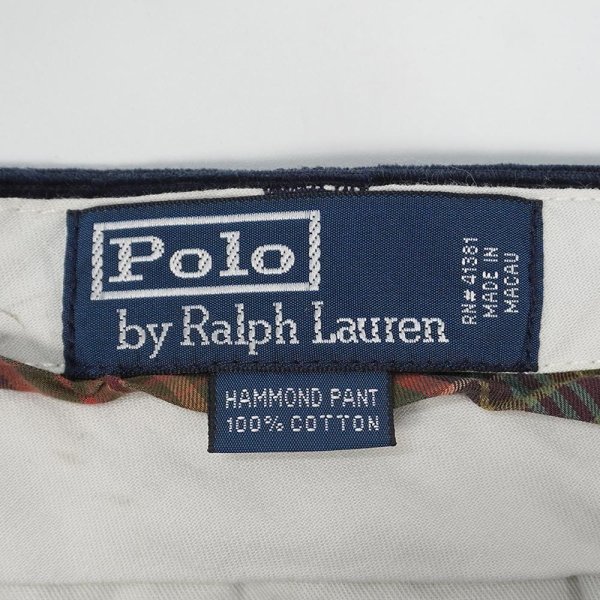 Polo
by Ralph Lauren
RN# 41381
MADE IN
MACAU
HAMMOND PANT
100% COTTON